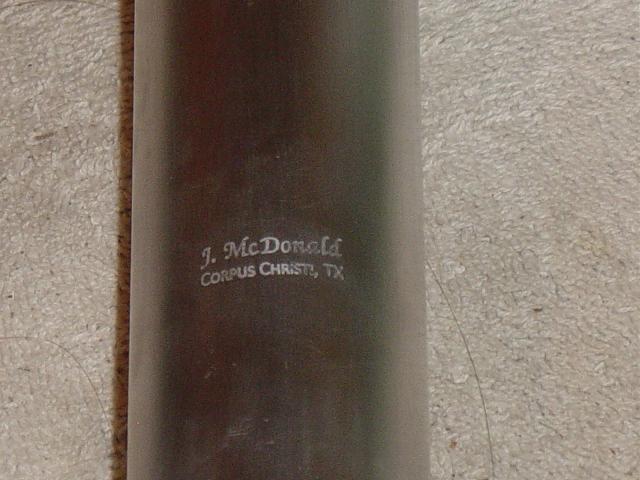 J. McDonald
CORPUS CHRISTI, TX